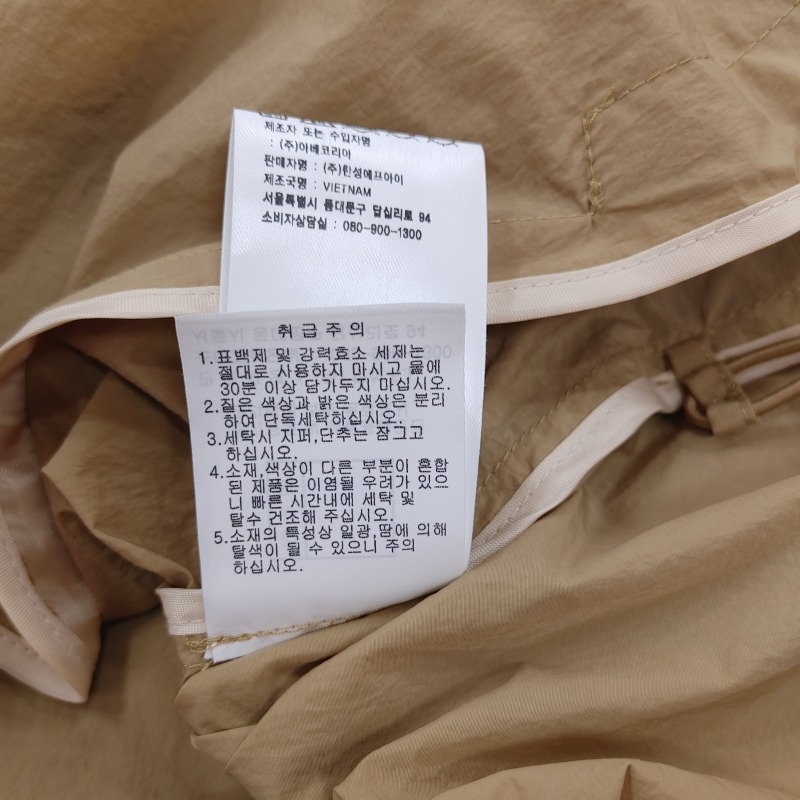 제조자 또는 수입자명
: (주)아베코리아
판매자명 : (주)한성에프아이
제조국명 : VIETNAM
서울특별시 동대문구 답십리로 94
소비자상담실 : 080-900-1300
취급주의
1. 표백제 및 강력효소 세제는
절대로 사용하지 마시고 물에
30분 이상 담가두지 마십시오.
2. 짙은 색상과 밝은 색상은 분리
하여 단독세탁하십시오.
3. 세탁시 지퍼,단추는 잠그고
하십시오.
4. 소재,색상이 다른 부분이 혼합
된 제품은 이염될 우려가 있으
니 빠른 시간내에 세탁 및
탈수 건조해 주십시오.
5. 소재의 특성상 일광,땀에 의해
탈색이 될 수 있으니 주의
하십시오.